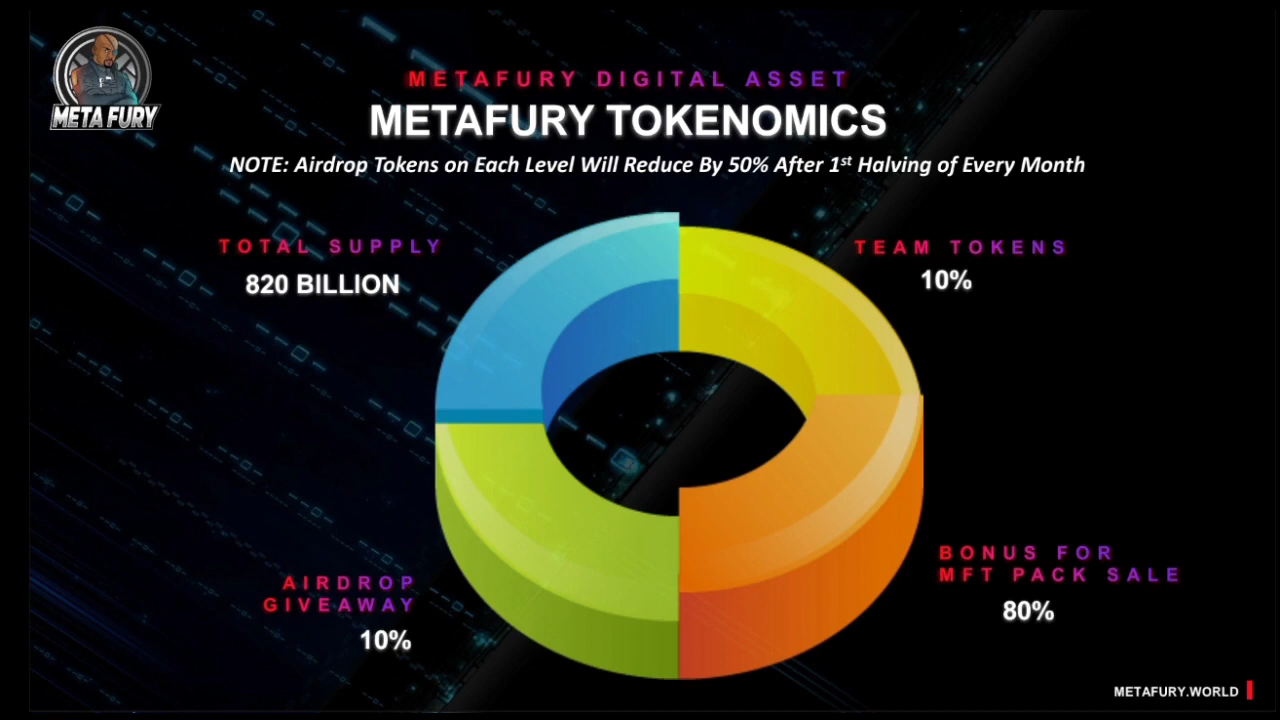 META FURY
METAFURY DIGITAL ASSET
METAFURY TOKENOMICS
NOTE: Airdrop Tokens on Each Level Will Reduce By 50% After 1st Halving of Every Month
TOTAL SUPPLY
820 BILLION
TEAM TOKENS
10%
AIRDROP
GIVEAWAY
10%
BONUS FOR
MFT PACK SALE
80%
METAFURY.WORLD